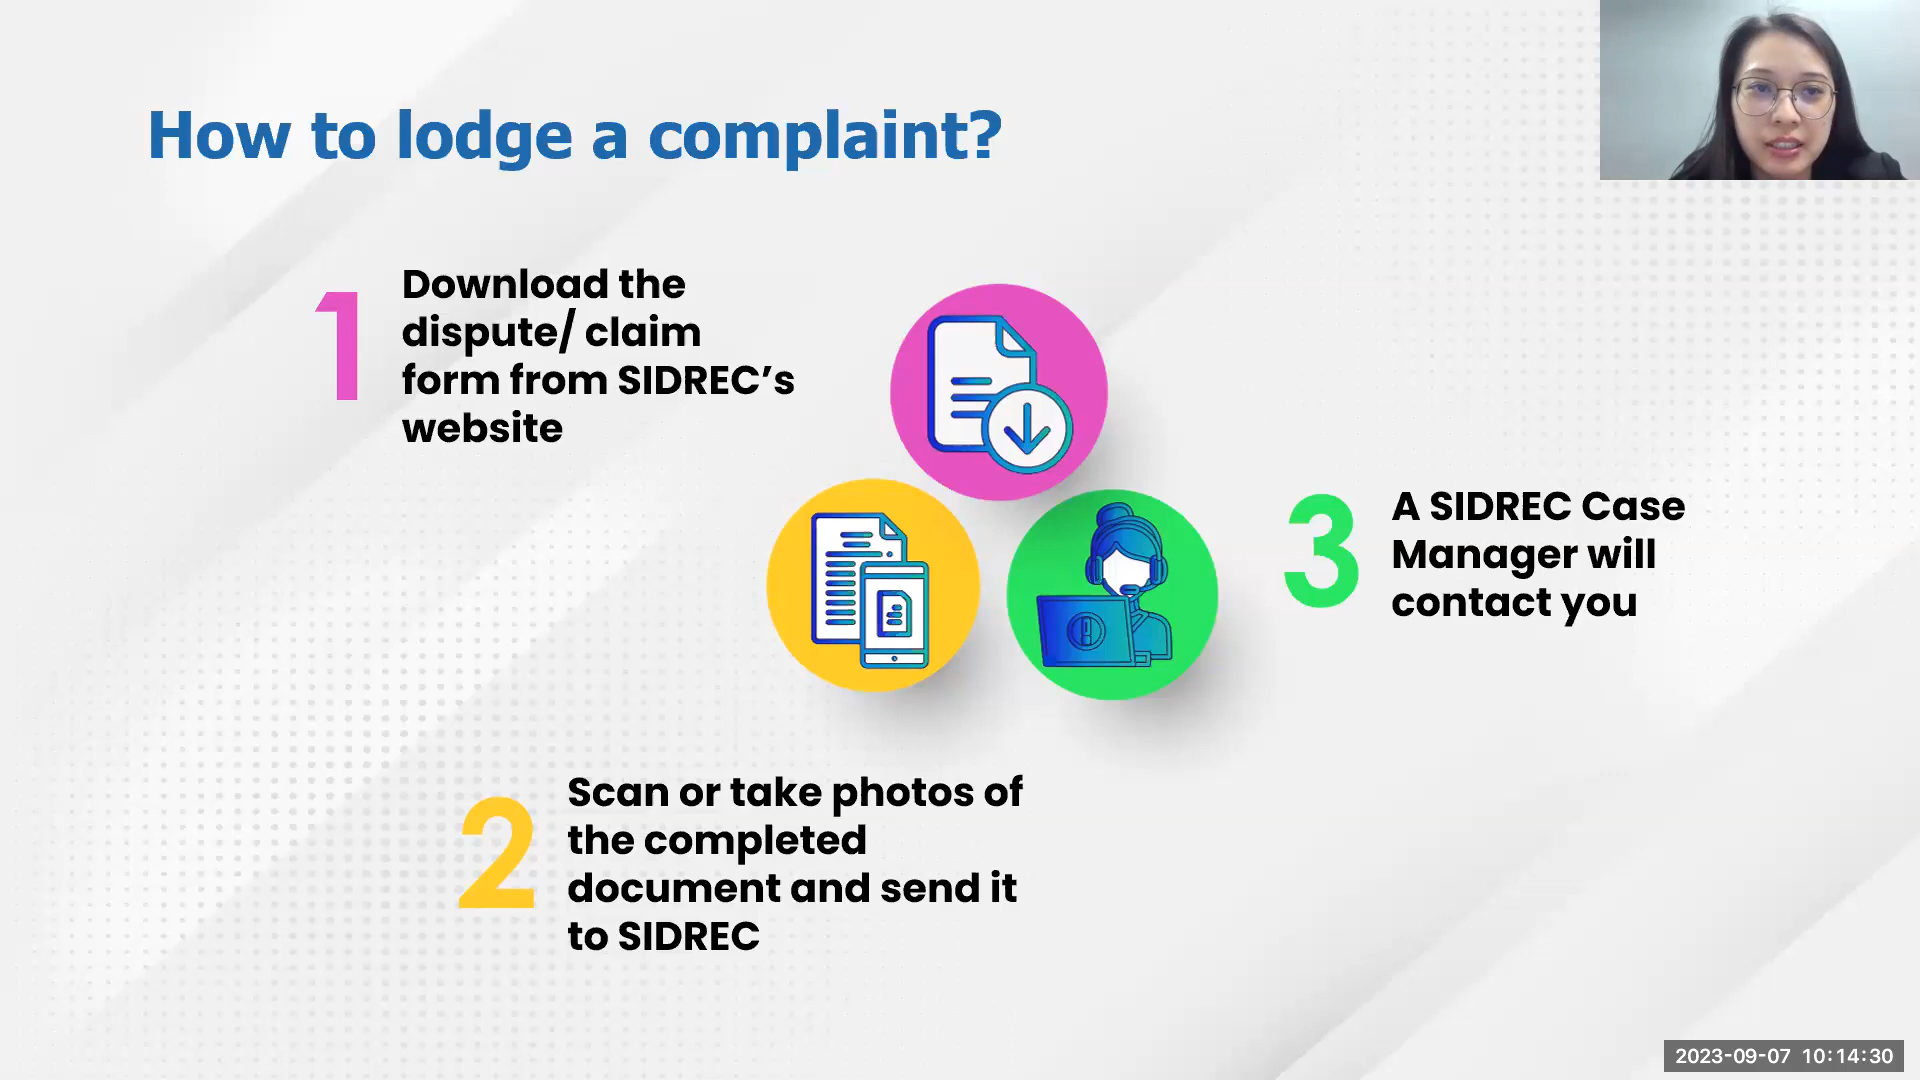 How to lodge a complaint?
1
Download the
dispute/ claim
form from SIDREC’s
website
2
Scan or take photos of
the completed
document and send it
to SIDREC
3
A SIDREC Case
Manager will
contact you
2023-09-07 10:14:30